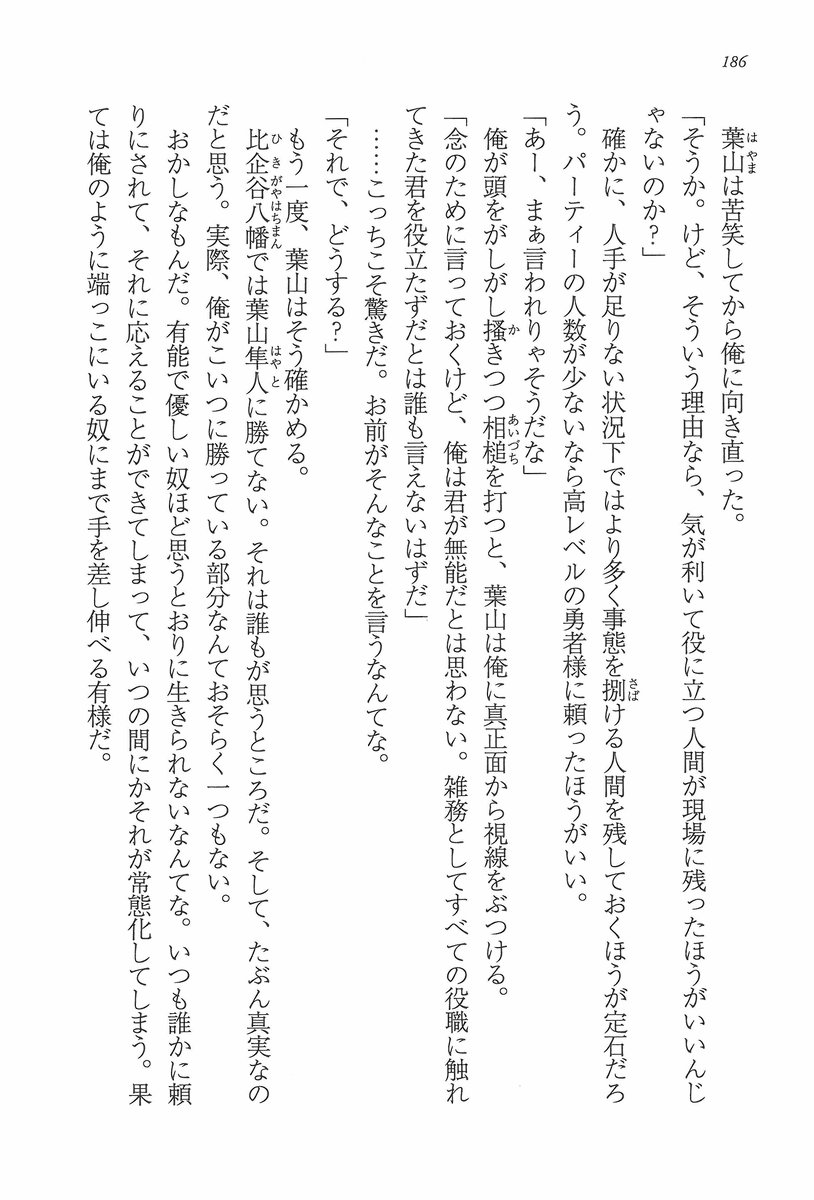 186
葉山は苦笑してから俺に向き直った。
「そうか。けど、そういう理由なら、気が利いて役に立つ人間が現場に残ったほうがいいんじ
ゃないのか?」
確かに、人手が足りない状況下ではより多く事態を捌ける人間を残しておくほうが定石だろ
う。パーティーの人数が少ないなら高レベルの勇者様に頼ったほうがいい。
「あー、まぁ言われりゃそうだな」
俺が頭をがしがし掻きつつ相槌を打つと、葉山は俺に真正面から視線をぶつける。
「念のために言っておくけど、俺は君が無能だとは思わない。雑務としてすべての役職に触れ
てきた君を役立たずだとは誰も言えないはずだ」
……こっちこそ驚きだ。お前がそんなことを言うなんてな。
「それで、どうする?」
もう一度、葉山はそう確かめる。
比企谷八幡では葉山隼人に勝てない。それは誰もが思うところだ。そして、たぶん真実なの
だと思う。実際、俺がこいつに勝っている部分なんておそらく一つもない。
おかしなもんだ。有能で優しい奴ほど思うとおりに生きられないなんてな。いつも誰かに頼
りにされて、それに応えることができてしまって、いつの間にかそれが常態化してしまう。果
ては俺のように端っこにいる奴にまで手を差し伸べる有様だ。